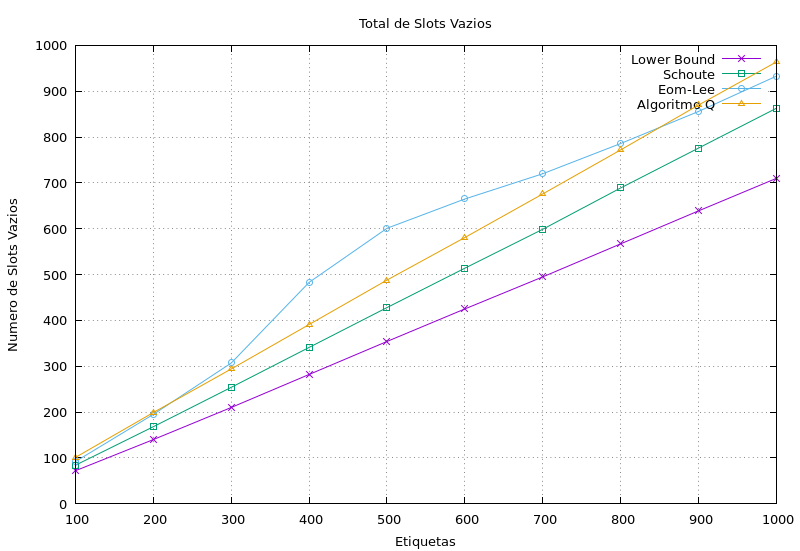 Total de Slots Vazios
Numero de Slots Vazios
1000
900
800
700
600
500
400
300
200
100
0
Lower Bound
Schoute
Eom-Lee
Algoritmo Q
100 200 300 400 500 600 700 800 900 1000
Etiquetas